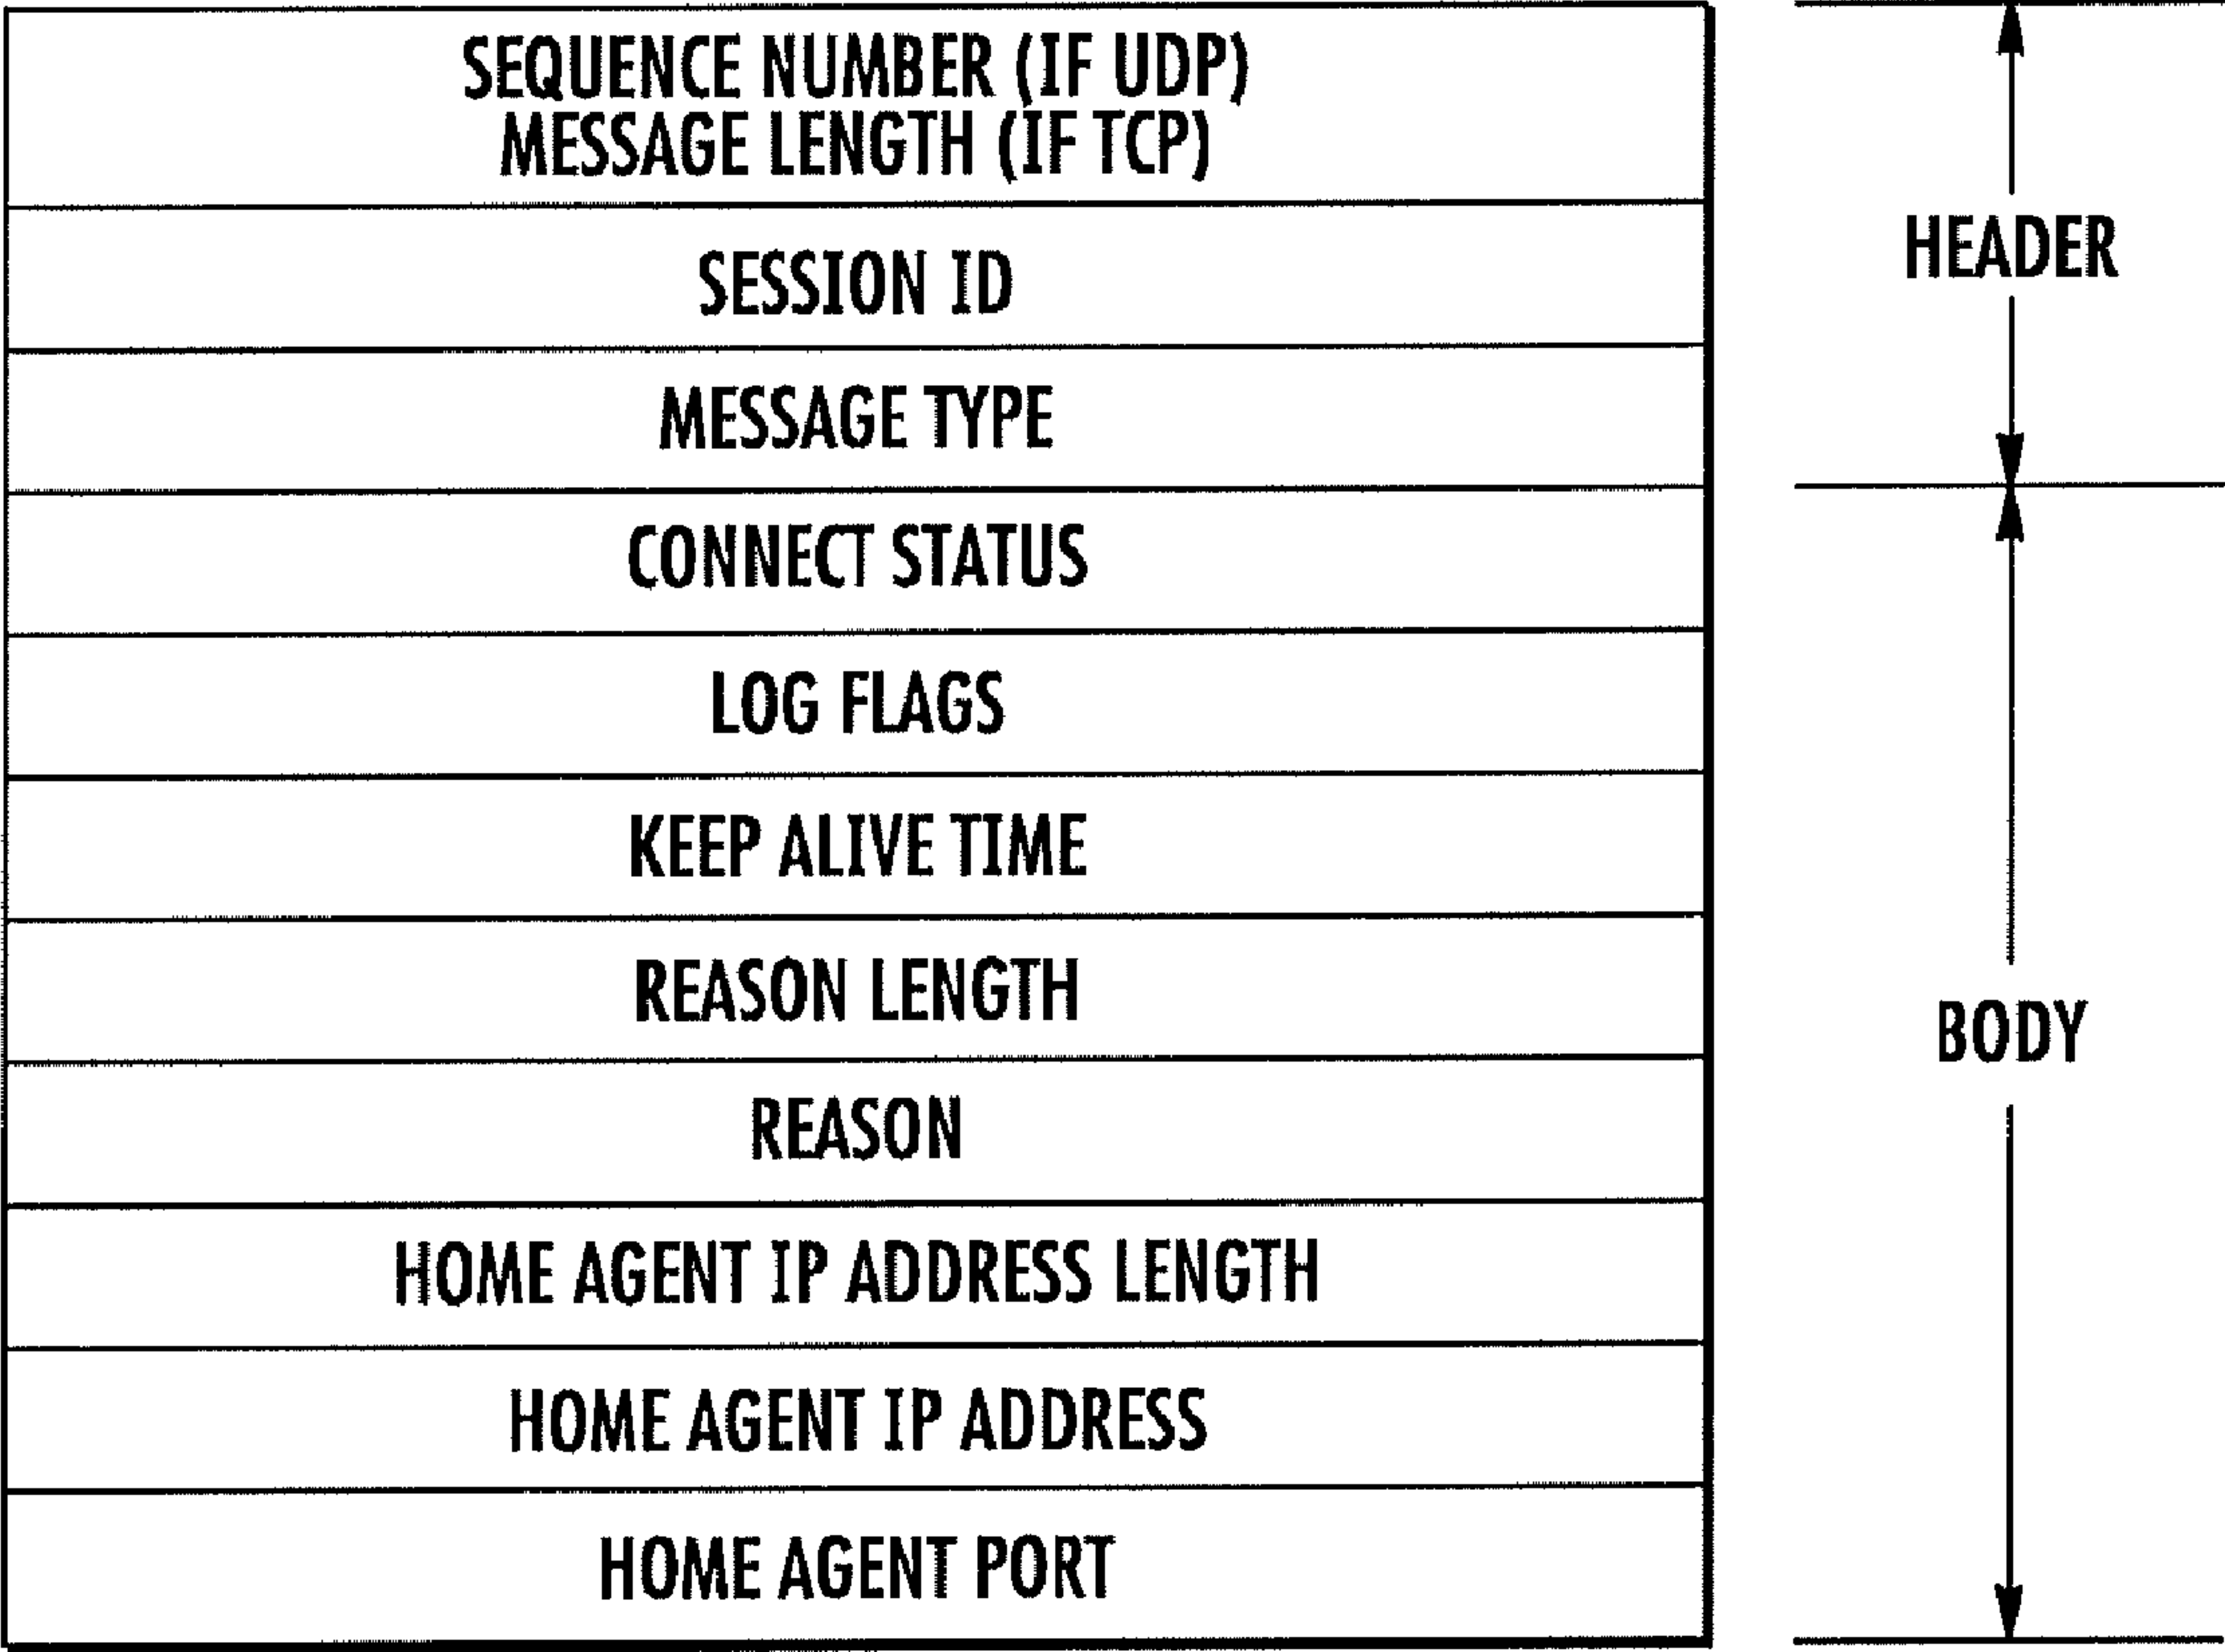 SEQUENCE NUMBER (IF UDP)
MESSAGE LENGTH (IF TCP)
SESSION ID
HEADER
MESSAGE TYPE
CONNECT STATUS
LOG FLAGS
KEEP ALIVE TIME
REASON LENGTH
BODY
REASON
HOME AGENT IP ADDRESS LENGTH
HOME AGENT IP ADDRESS
HOME AGENT PORT